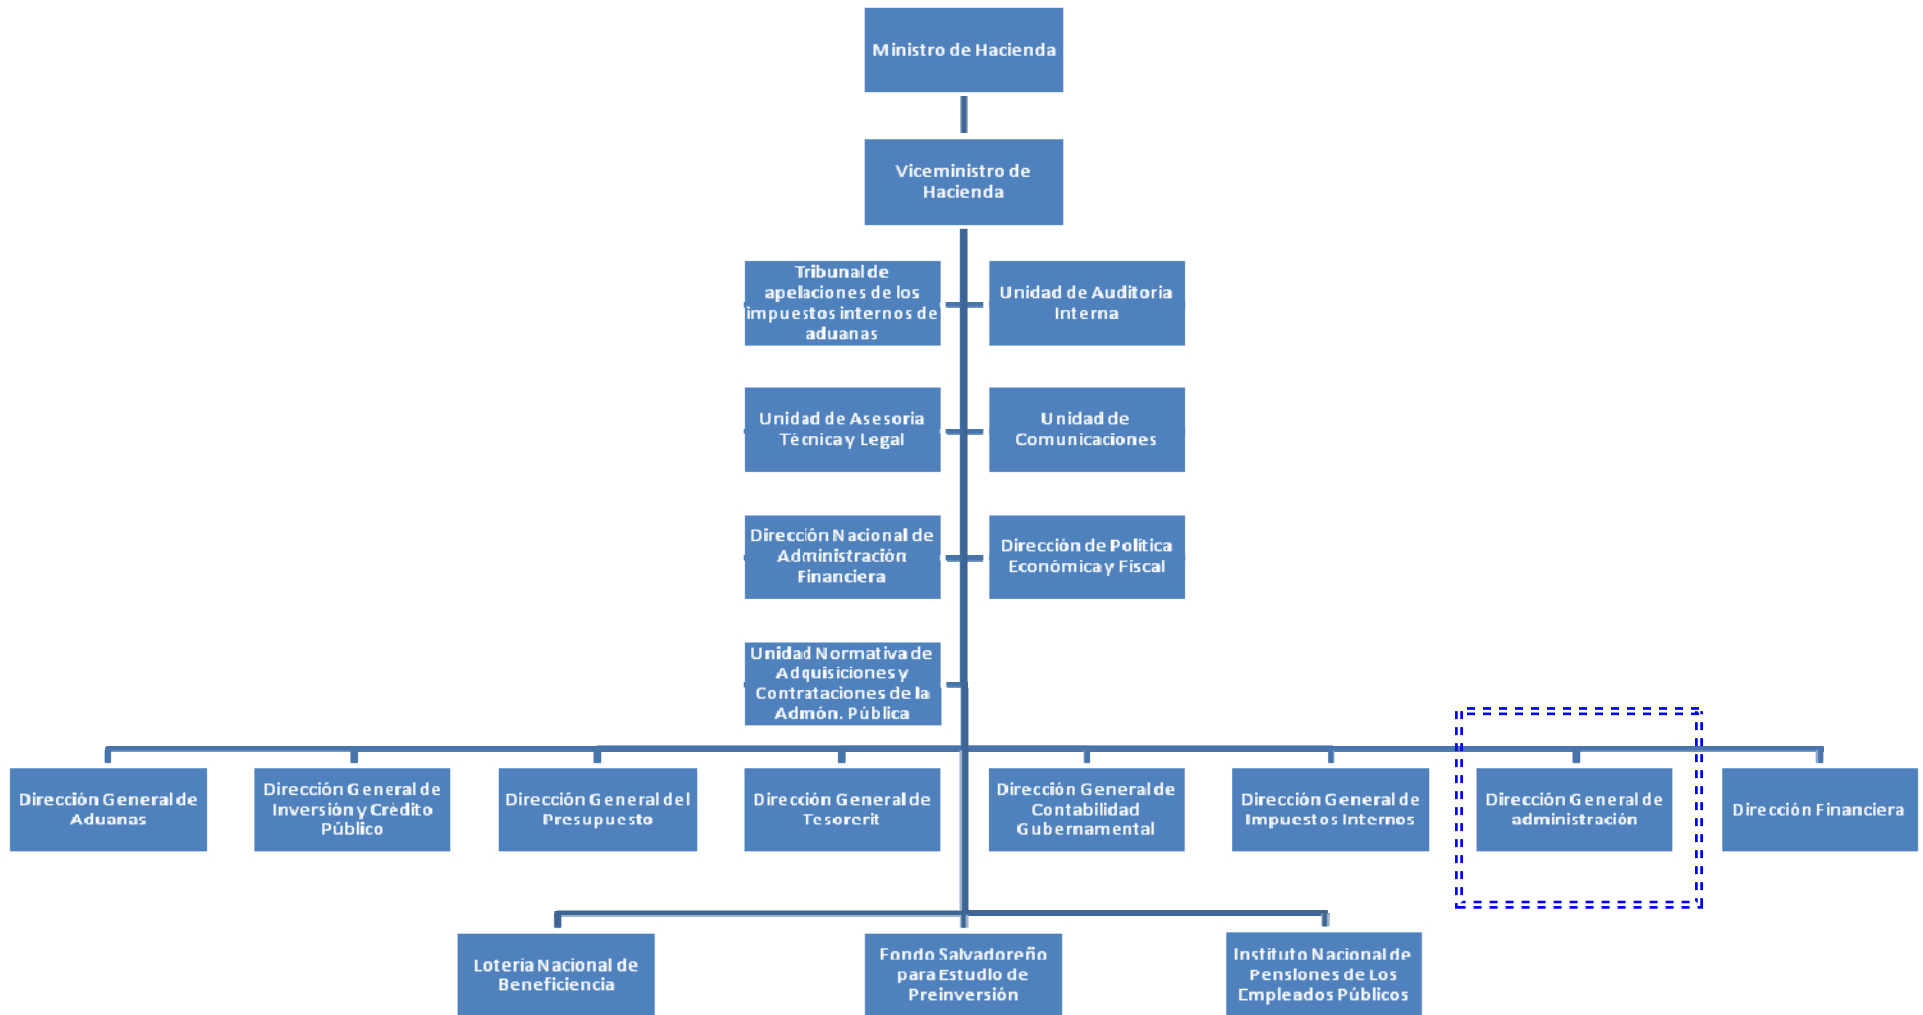 Ministro de Hacienda
Viceministro de
Hacienda
Tribunal de
apelaciones de los
impuestos internos de
aduanas
Unidad de Auditoria
Interna
Unidad de Asesoria
Técnica y Legal
Unidad de
Comunicaciones
Dirección Nacional de
Administración
Financiera
Dirección de Política
Económica y Fiscal
Unidad Normativa de
Adquisiciones y
Contrataciones de la
Admón. Pública
Dirección General de
Aduanas
Dirección General de
Inversión y Crédito
Público
Dirección General del
Presupuesto
Dirección General de
Tesorerit
Dirección General de
Contabilidad
Gubernamental
Dirección General de
Impuestos Internos
Dirección General de
administración
Dirección Financiera
Lotería Nacional de
Beneficiencia
Fondo Salvadoreño
para Estudio de
Preinversión
Instituto Nacional de
Pensiones de Los
Empleados Públicos